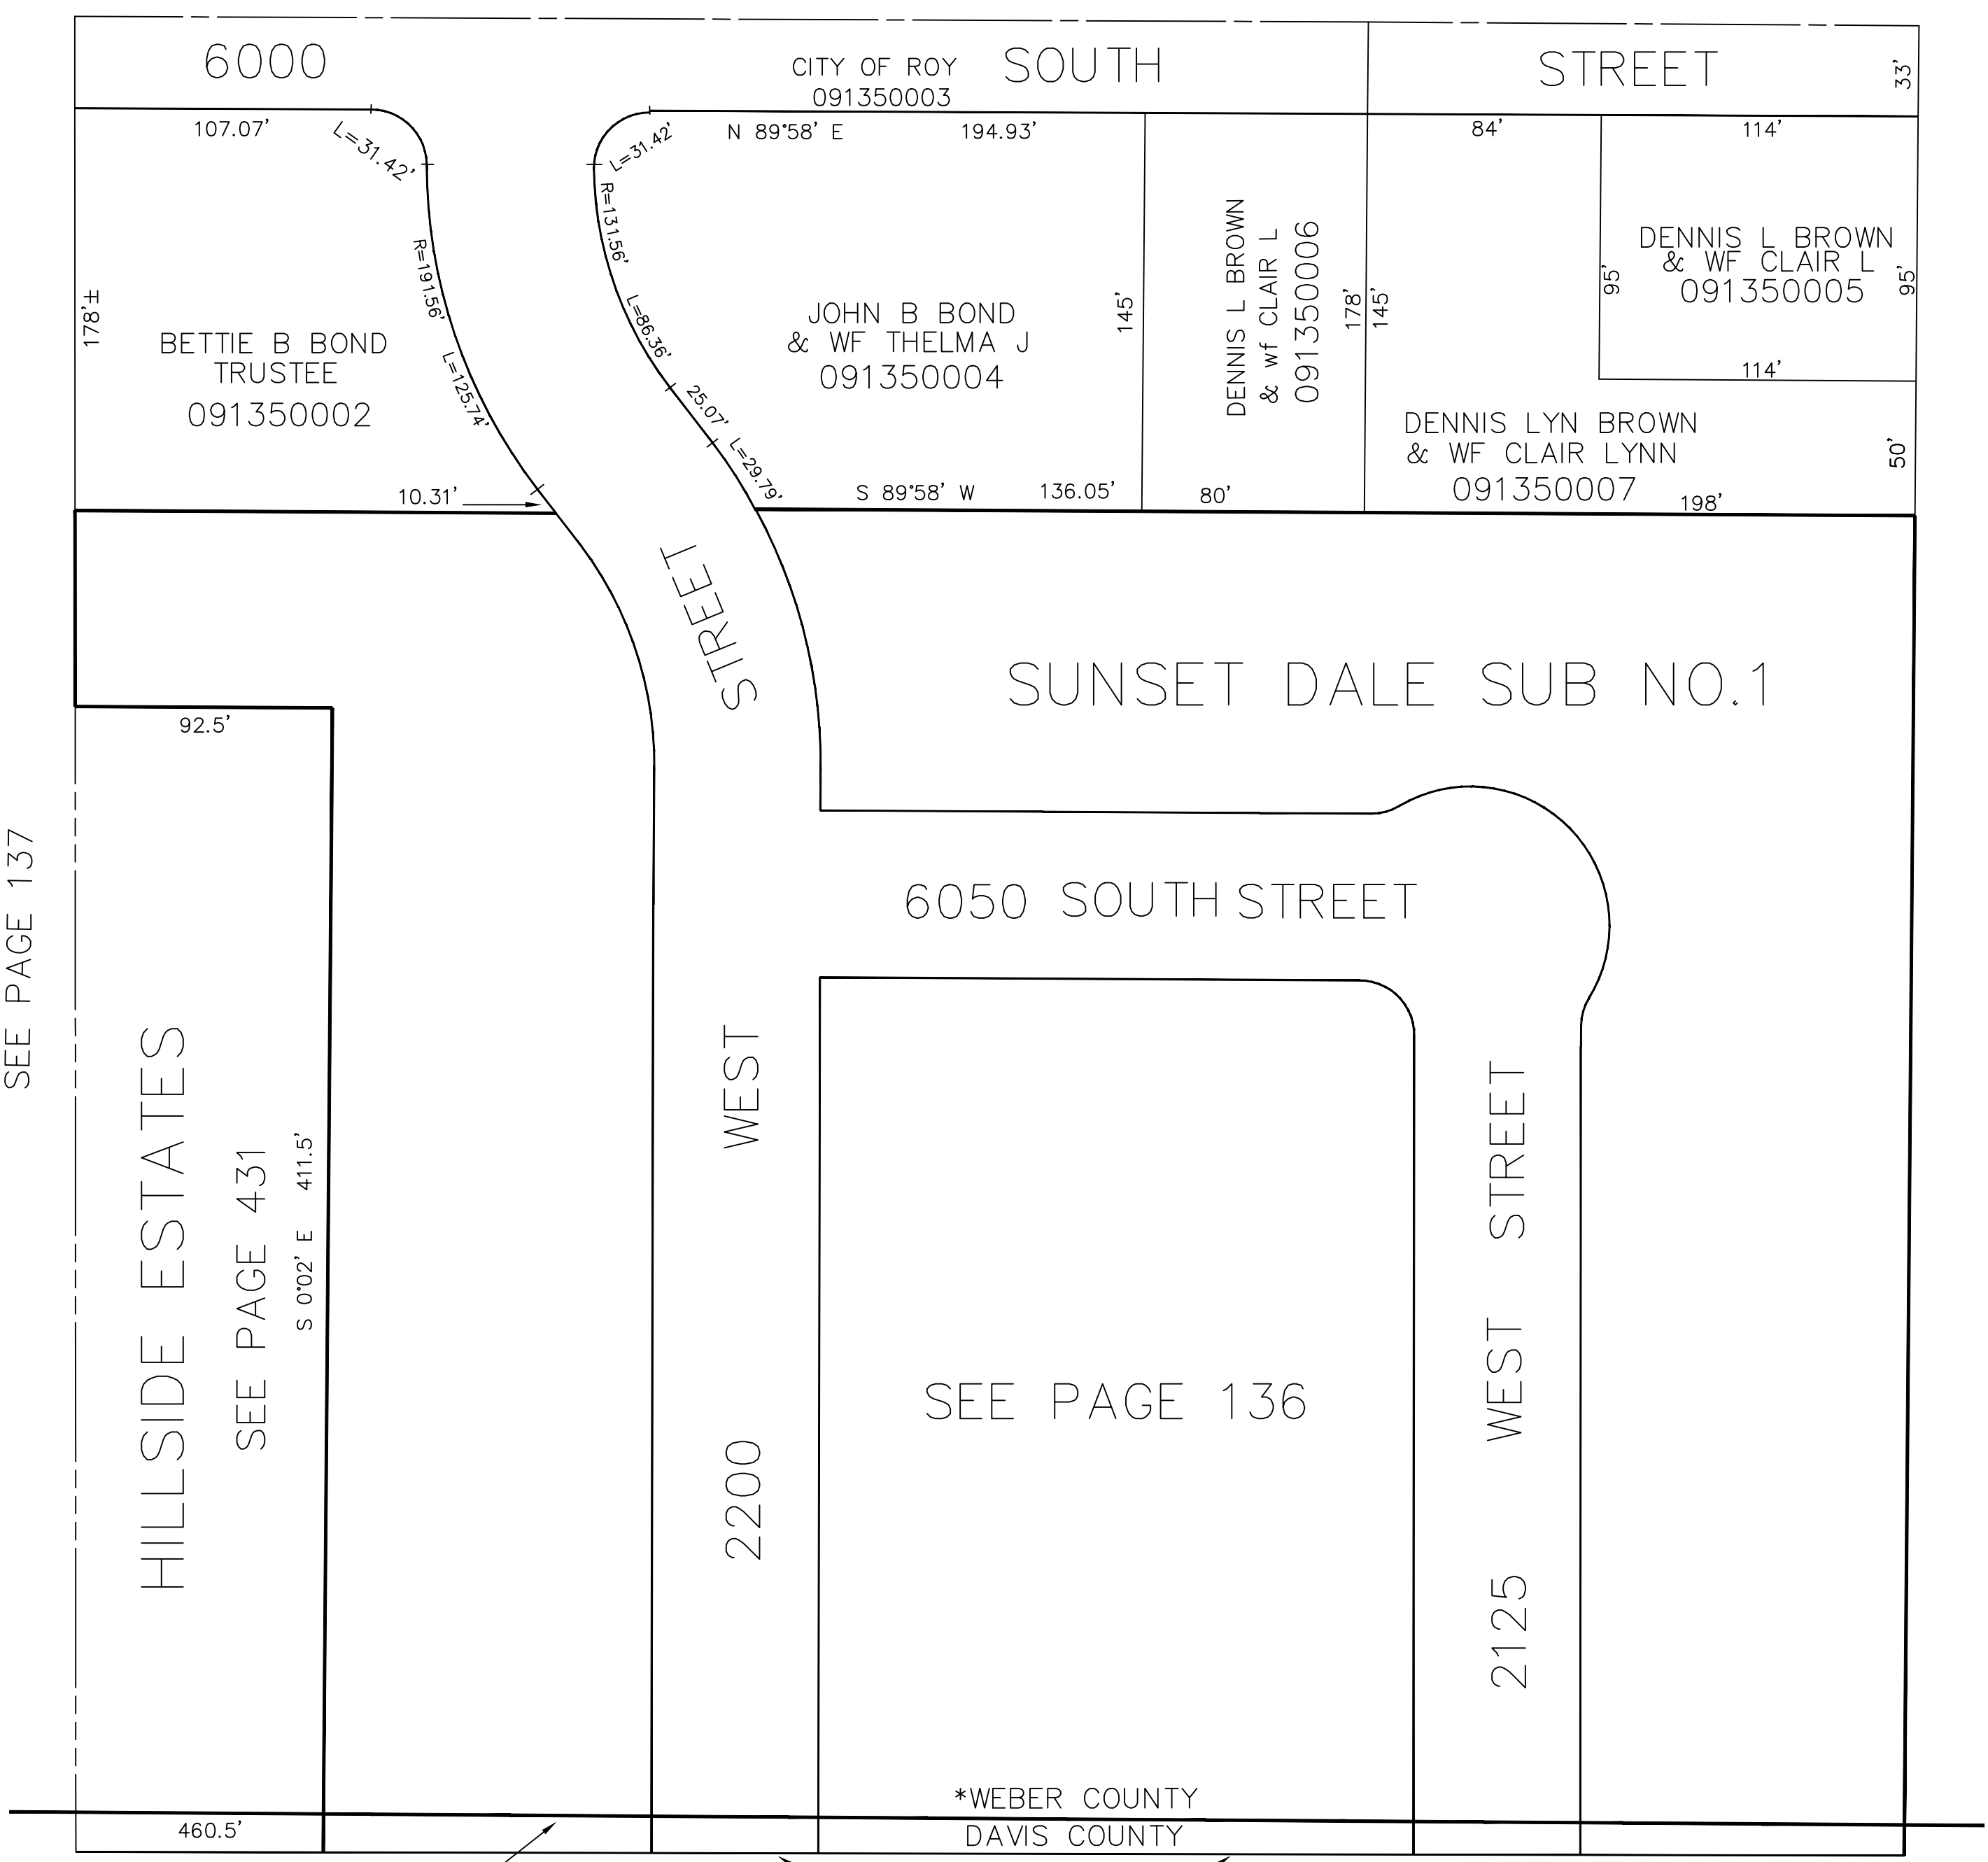 6000
CITY OF ROY
091350003
SOUTH
STREET
33'
107.07'
L=31.42'
L=31.42'
N 89°58' E
194.93'
84'
114'
R=191.56'
L=125.74'
R=131.56'
L=86.36'
25.07'
L=29.79'
178'±
BETTIE B BOND
TRUSTEE
091350002
10.31'
JOHN B BOND
& WF THELMA J
091350004
145'
DENNIS L BROWN
& wf CLAIR L
091350006
178'
145'
95'
DENNIS L BROWN
& WF CLAIR L
091350005
95'
114'
DENNIS LYN BROWN
& WF CLAIR LYNN
091350007
50'
S 89°58' W
136.05'
80'
198'
STREET
SUNSET DALE SUB NO.1
92.5'
SEE PAGE 137
6050 SOUTH STREET
HILLSIDE ESTATES
SEE PAGE 431
S 0°02' E 411.5'
2200 WEST
SEE PAGE 136
2125 WEST STREET
*WEBER COUNTY
DAVIS COUNTY
460.5'